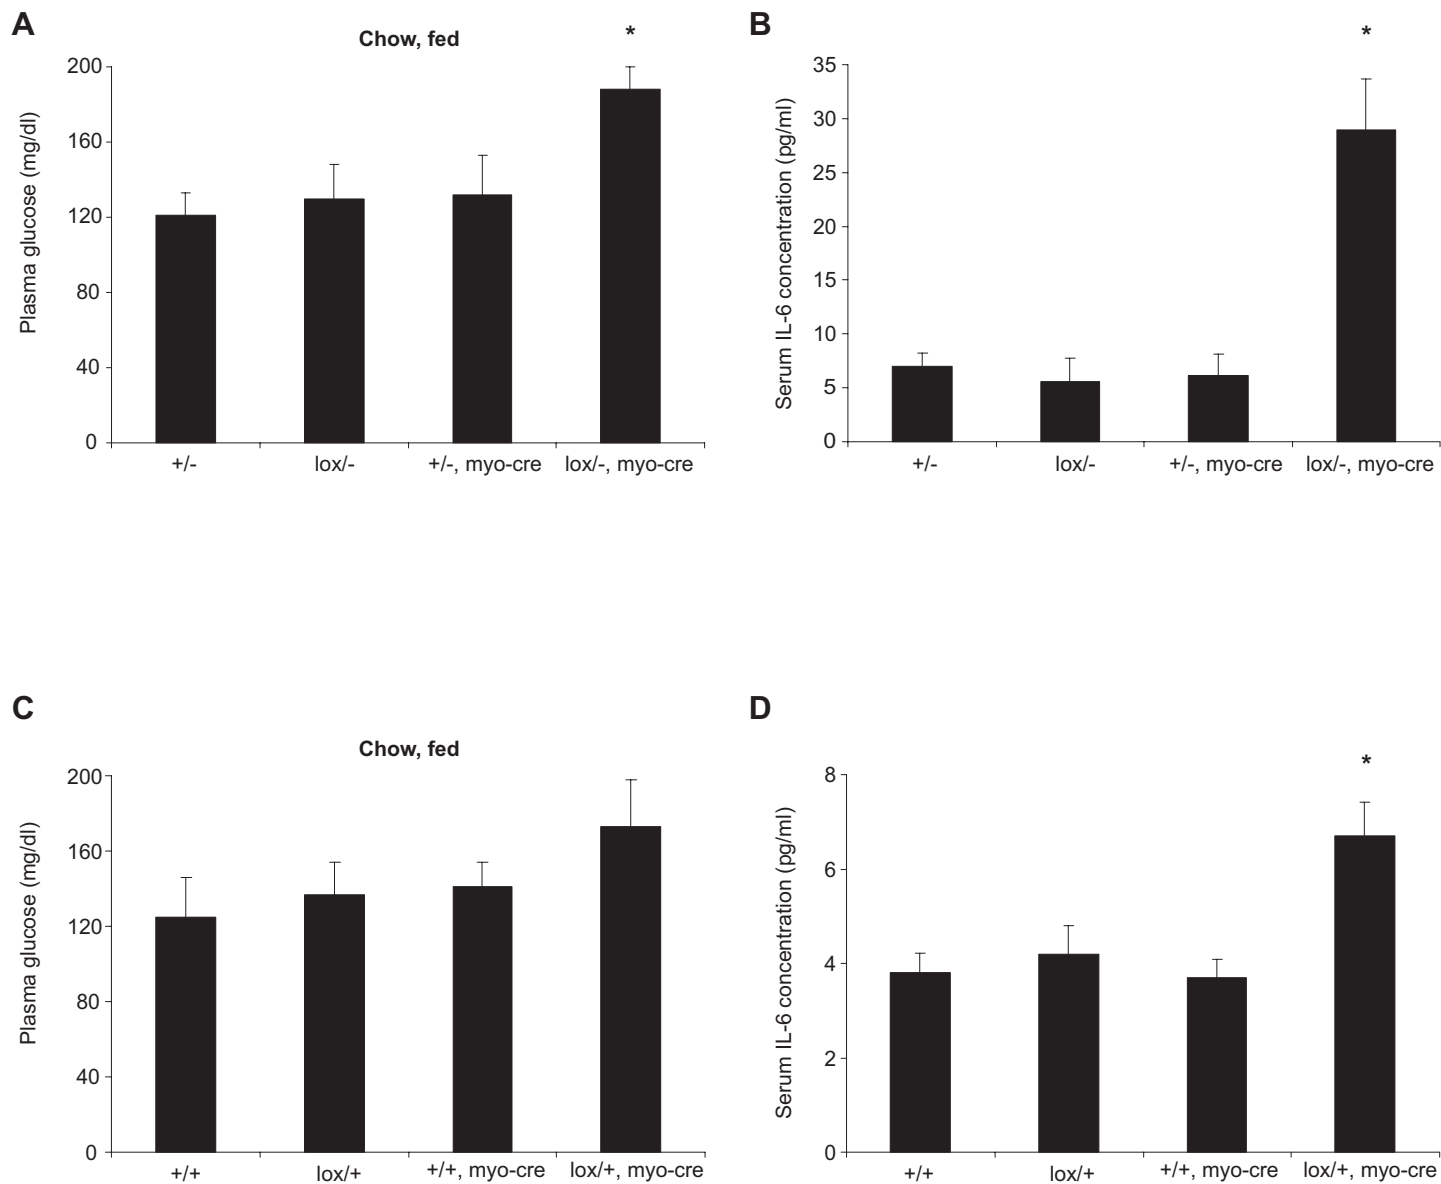 A
Chow, fed
*
Plasma glucose (mg/dl)
200
160
120
80
40
0
+/-
lox/-
+/-, myo-cre
lox/-, myo-cre
B
*
Serum IL-6 concentration (pg/ml)
35
30
25
20
15
10
5
0
+/-
lox/-
+/-, myo-cre
lox/-, myo-cre
C
Chow, fed
Plasma glucose (mg/dl)
200
160
120
80
40
0
+/+
lox/+
+/+, myo-cre
lox/+, myo-cre
D
*
Serum IL-6 concentration (pg/ml)
8
6
4
2
0
+/+
lox/+
+/+, myo-cre
lox/+, myo-cre